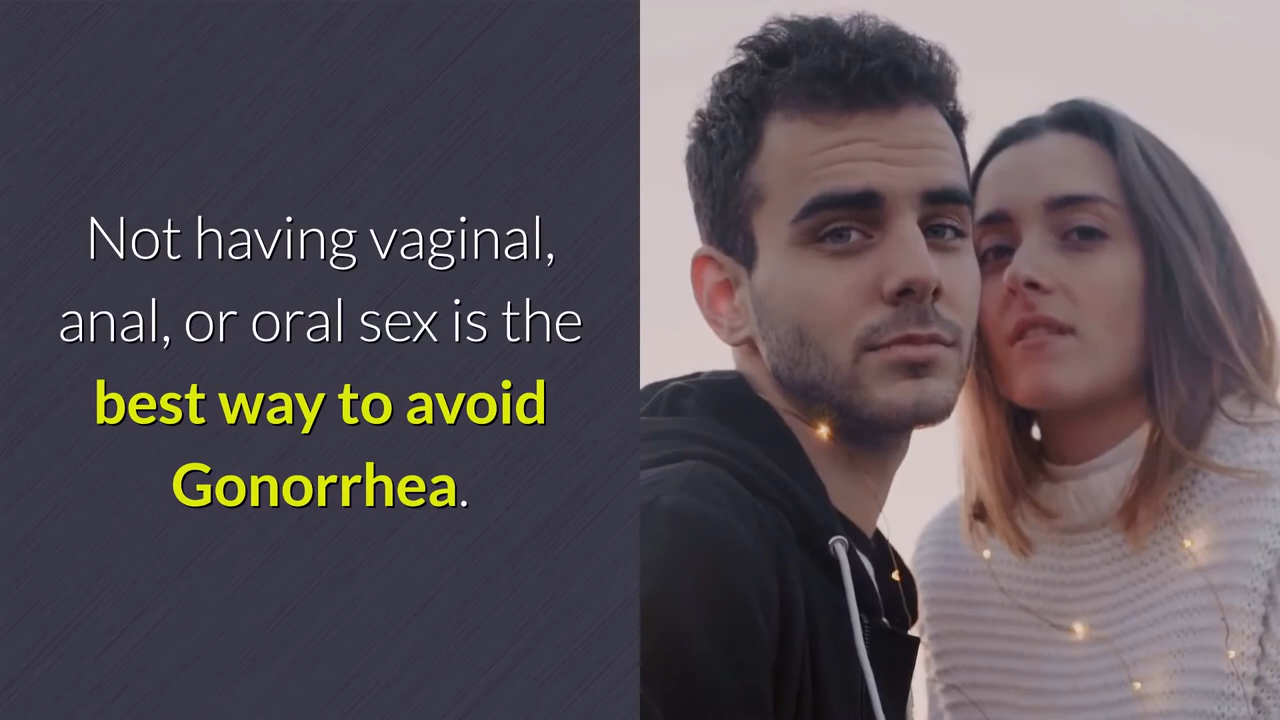 Not having vaginal,
anal, or oral sex is the
best way to avoid
Gonorrhea.